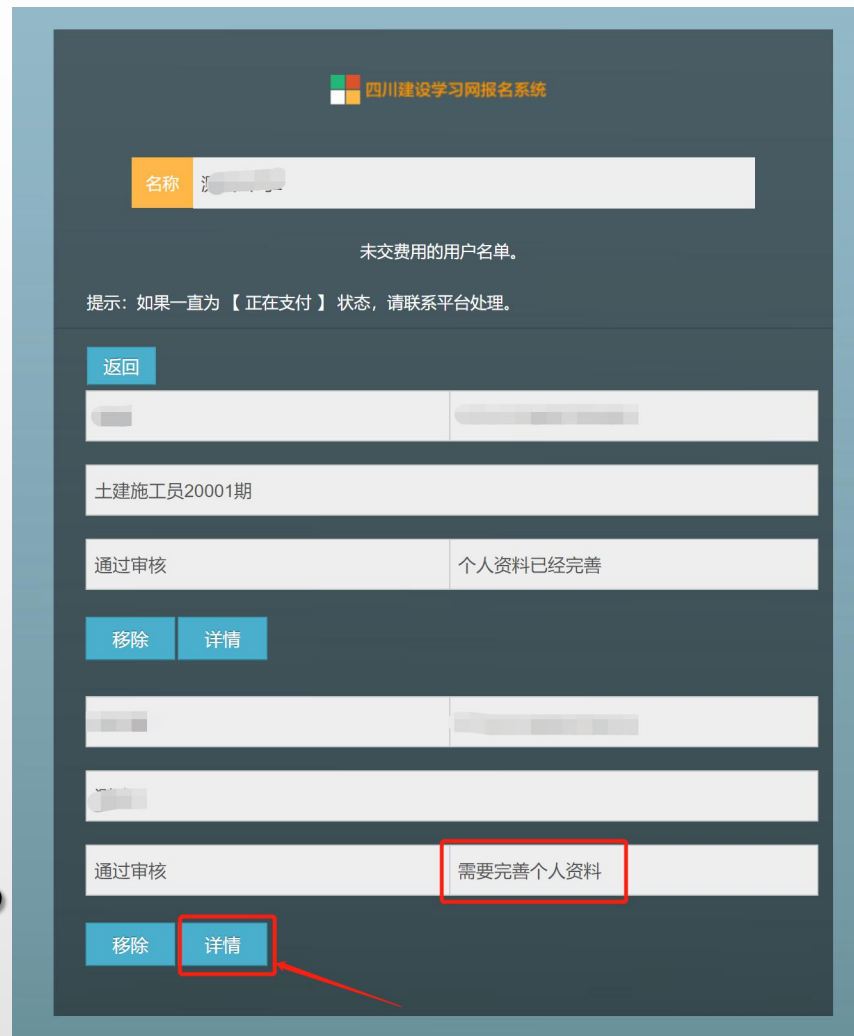 四川建设学习网报名系统
名称
未交费用的用户名单。
提示：如果一直为 【 正在支付 】 状态，请联系平台处理。
返回
土建施工员20001期
通过审核 个人资料已经完善
移除 详情
通过审核 需要完善个人资料
移除 详情